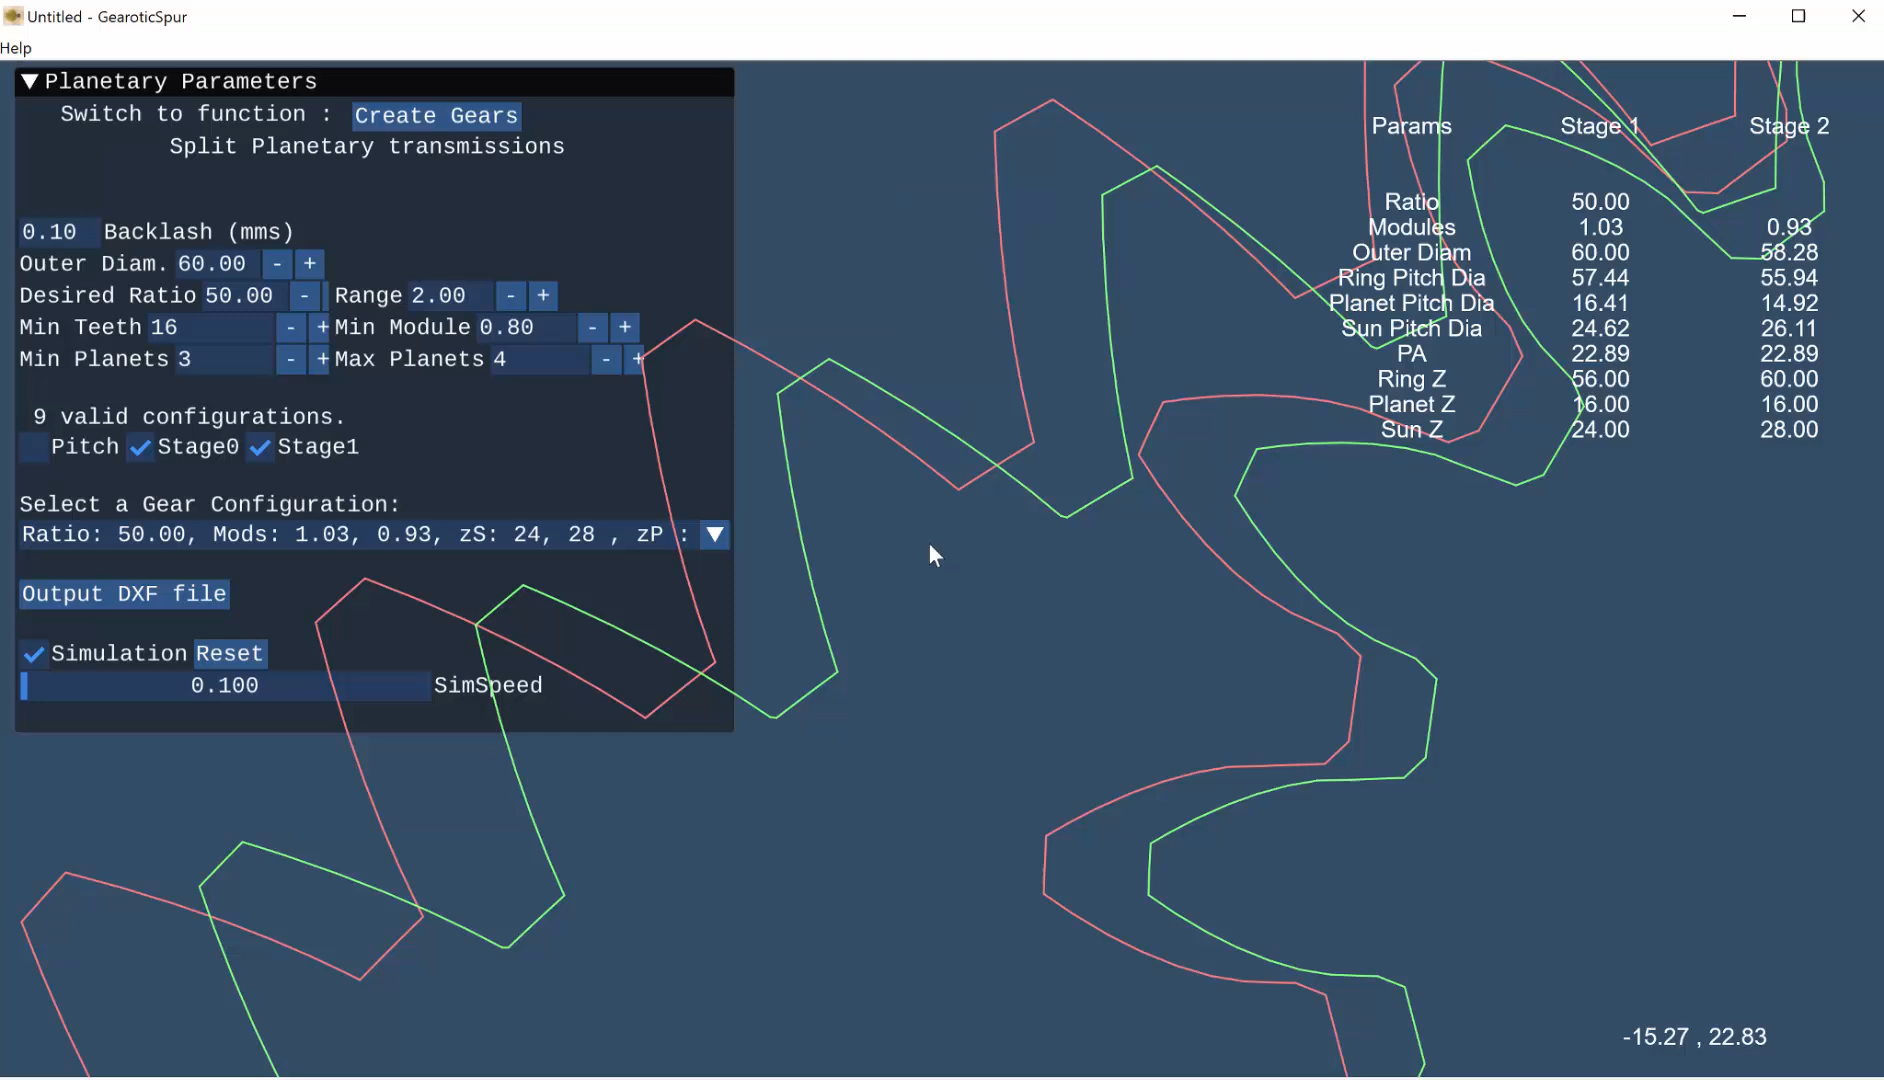 Untitled - GearoticSpur
Help
Planetary Parameters
Switch to function : Create Gears
Split Planetary transmissions
0.10 Backlash (mms)
Outer Diam. 60.00 - +
Desired Ratio 50.00 - Range 2.00 - +
Min Teeth 16 - + Min Module 0.80 - +
Min Planets 3 - + Max Planets 4 - +
9 valid configurations.
Pitch Stage0 Stage1
Select a Gear Configuration:
Ratio: 50.00, Mods: 1.03, 0.93, zS: 24, 28 , zP :
Output DXF file
Simulation Reset
0.100 SimSpeed
Params Stage 1 Stage 2
Ratio 50.00
Modules 1.03 0.93
Outer Diam 60.00 58.28
Ring Pitch Dia 57.44 55.94
Planet Pitch Dia 16.41 14.92
Sun Pitch Dia 24.62 26.11
PA 22.89 22.89
Ring Z 56.00 60.00
Planet Z 16.00 16.00
Sun Z 24.00 28.00
-15.27 , 22.83